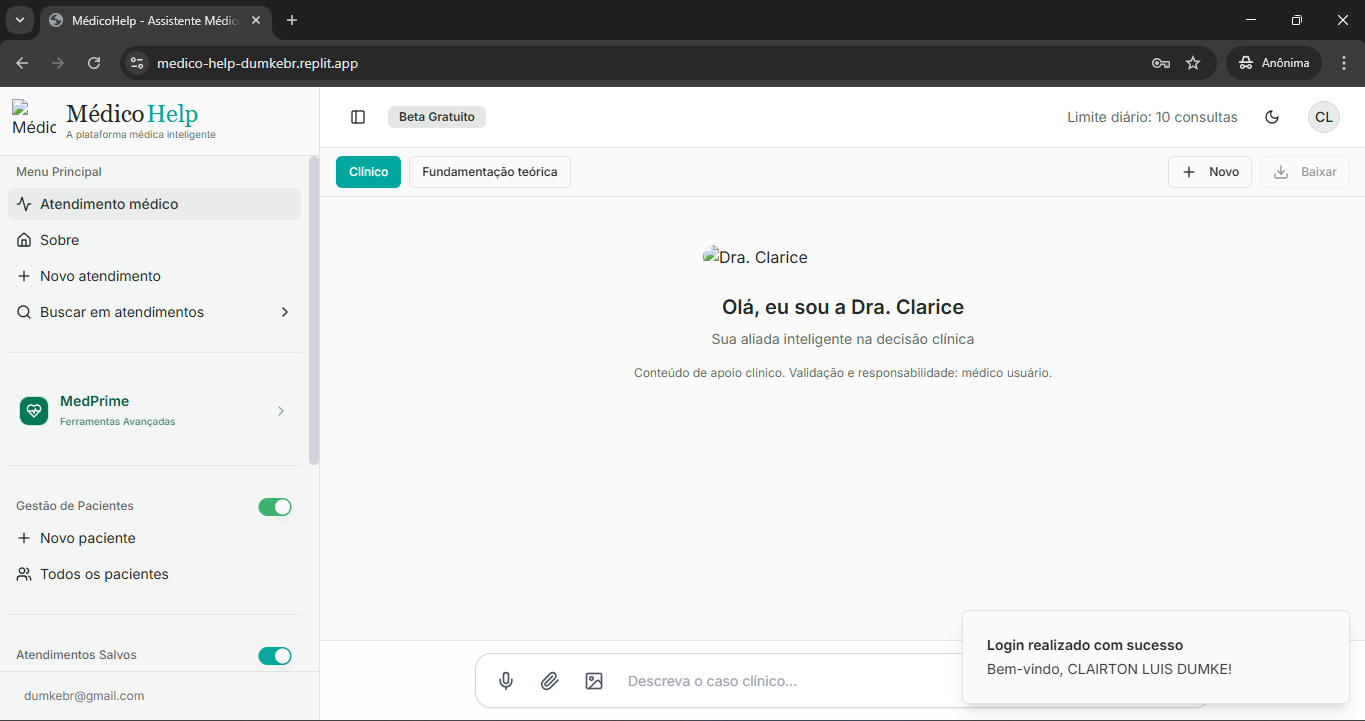 MédicoHelp - Assistente Médic
medico-help-dumkebr.replit.app
Anônima
Médic
MédicoHelp
A plataforma médica inteligente
Beta Gratuito
Limite diário: 10 consultas
CL
Menu Principal
Clínico
Fundamentação teórica
Novo
Baixar
Atendimento médico
Sobre
Novo atendimento
Buscar em atendimentos
Dra. Clarice
Olá, eu sou a Dra. Clarice
Sua aliada inteligente na decisão clínica
Conteúdo de apoio clínico. Validação e responsabilidade: médico usuário.
MedPrime
Ferramentas Avançadas
Gestão de Pacientes
Novo paciente
Todos os pacientes
Atendimentos Salvos
dumkebr@gmail.com
Descreva o caso clínico...
Login realizado com sucesso
Bem-vindo, CLAIRTON LUIS DUMKE!